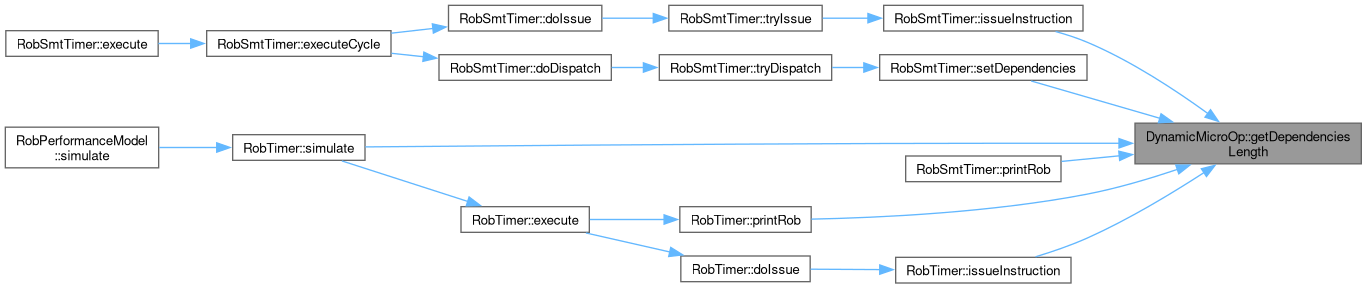 RobSmtTimer::doIssue
RobSmtTimer::tryIssue
RobSmtTimer::issueInstruction
RobSmtTimer::execute
RobSmtTimer::executeCycle
RobSmtTimer::doDispatch
RobSmtTimer::tryDispatch
RobSmtTimer::setDependencies
RobPerformanceModel
::simulate
RobTimer::simulate
DynamicMicroOp::getDependencies
Length
RobSmtTimer::printRob
RobTimer::execute
RobTimer::printRob
RobTimer::doIssue
RobTimer::issueInstruction